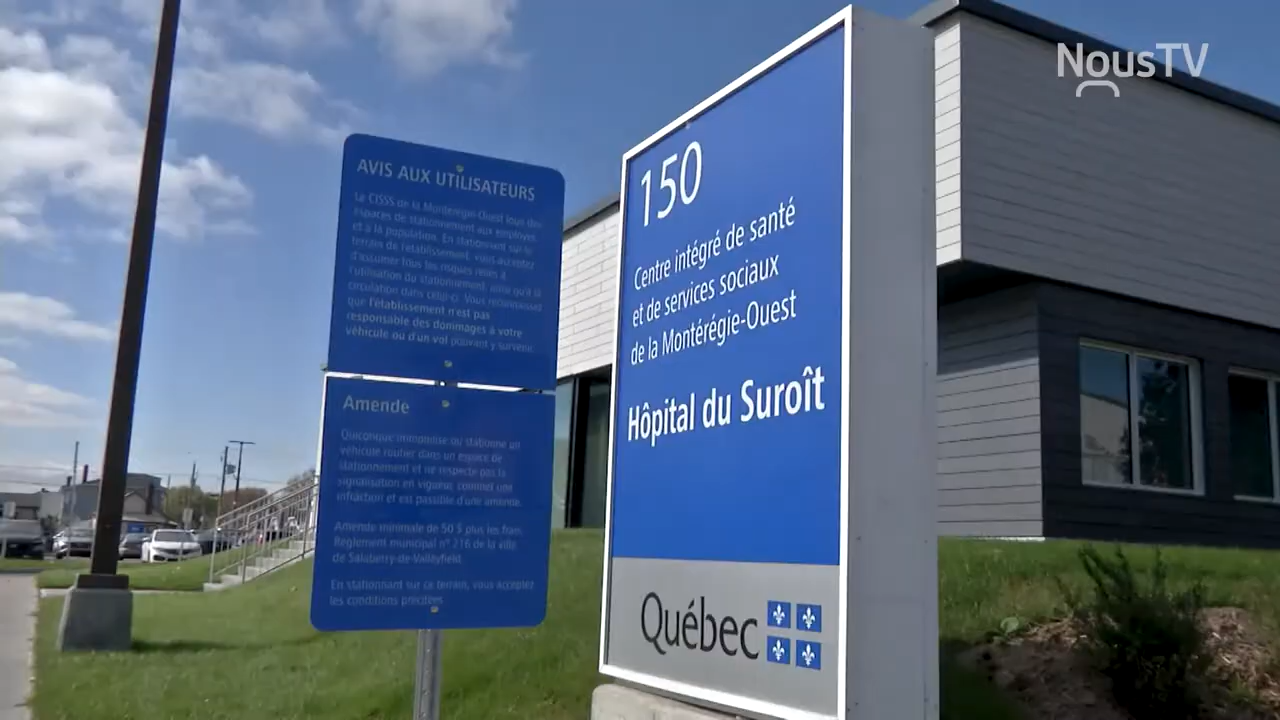 NousTV
AVIS AUX UTILISATEURS
Le CISSS de la Montérégie-Ouest loue des
espaces de stationnement aux employés
et à la population. En stationnant sur le
terrain de l'établissement, vous acceptez
d'assumer tous les risques reliés à
l'utilisation du stationnement, ainsi qu'à la
circulation dans celui-ci. Vous reconnaissez
que l'établissement n'est pas
responsable des dommages à votre
véhicule ou d'un vol pouvant y survenir.
Amende
Quiconque immobilise ou stationne un
véhicule routier dans un espace de
stationnement et ne respecte pas la
signalisation en vigueur, commet une
infraction et est passible d'une amende.
Amende minimale de 50 $ plus les frais.
Règlement municipal n° 216 de la ville
de Salaberry-de-Valleyfield.
En stationnant sur ce terrain, vous acceptez
les conditions précitées.
150
Centre intégré de santé
et de services sociaux
de la Montérégie-Ouest
Hôpital du Suroît
Québec